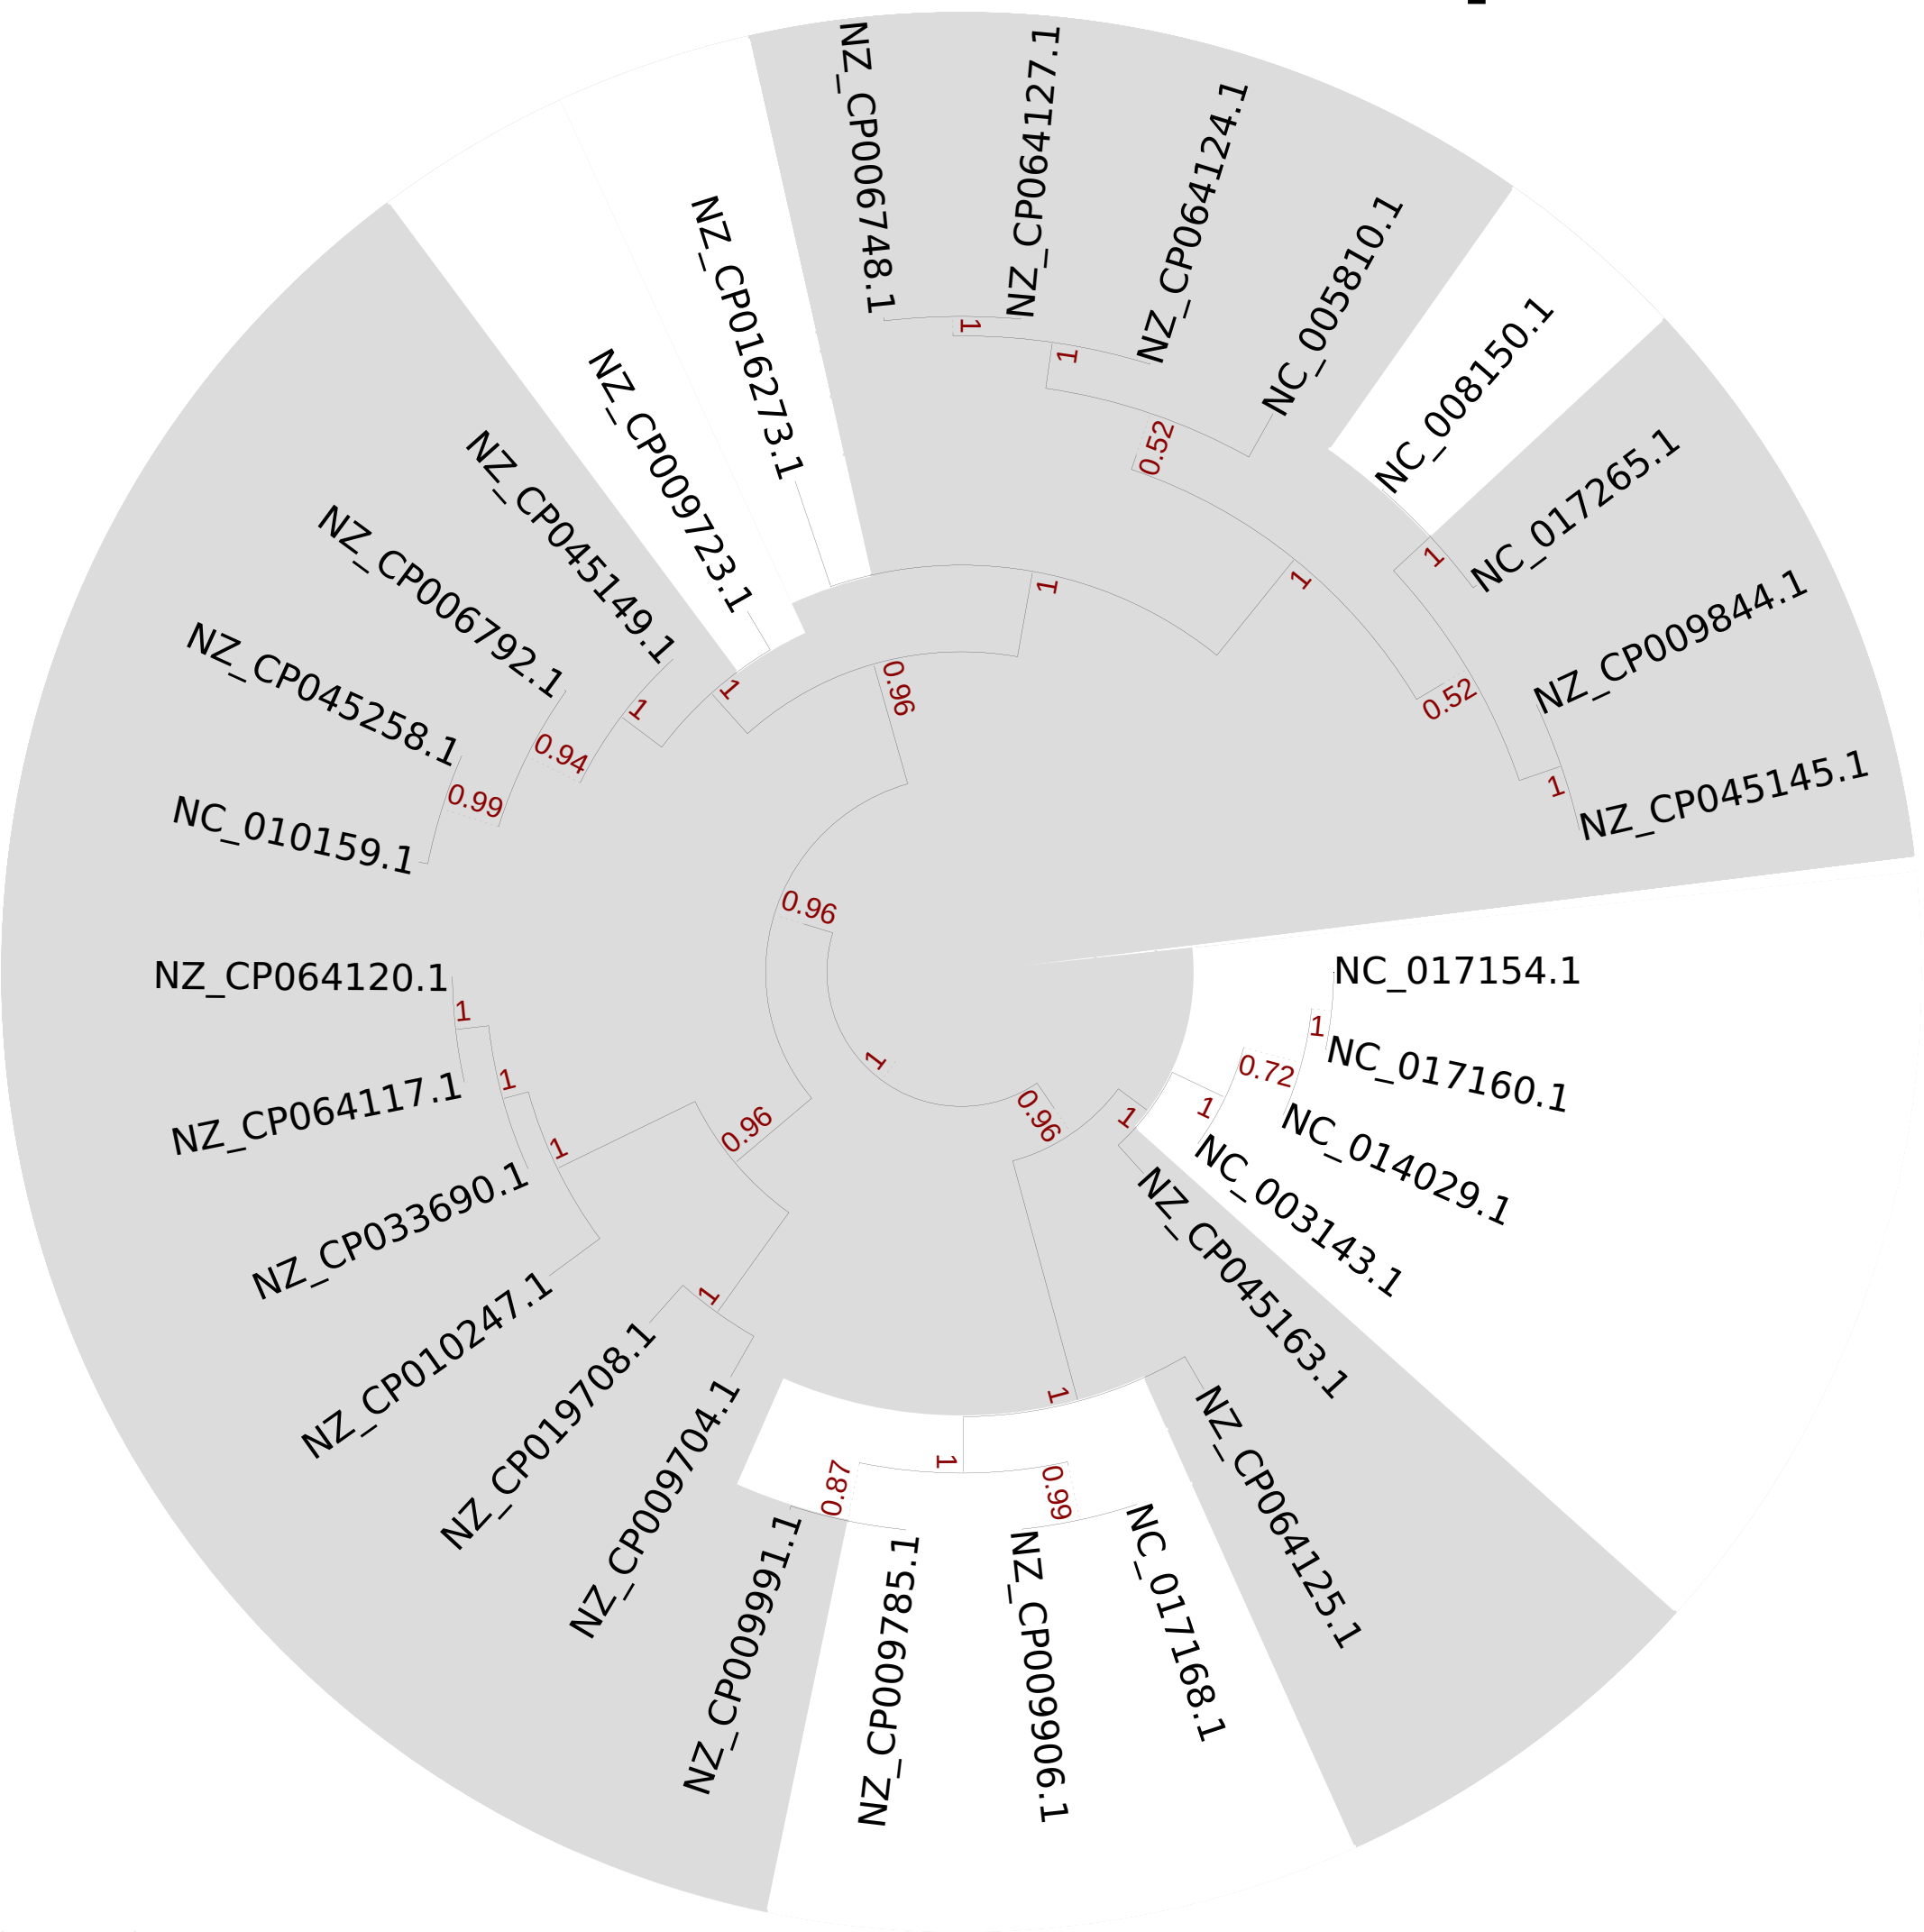 NZ_CP006748.1
NZ_CP064127.1
NZ_CP064124.1
NC_005810.1
NC_008150.1
NC_017265.1
NZ_CP009844.1
NZ_CP045145.1
NC_017154.1
NC_017160.1
NC_014029.1
NC_003143.1
NZ_CP045163.1
NZ_CP064125.1
NC_017168.1
NZ_CP009906.1
NZ_CP009785.1
NZ_CP009991.1
NZ_CP009704.1
NZ_CP019708.1
NZ_CP010247.1
NZ_CP033690.1
NZ_CP064117.1
NZ_CP064120.1
NC_010159.1
NZ_CP045258.1
NZ_CP006792.1
NZ_CP045149.1
NZ_CP009723.1
NZ_CP016273.1
1
1
0.52
1
1
1
0.52
1
0.96
1
1
0.94
0.99
0.96
1
0.96
1
1
1
0.72
1
1
1
1
0.96
1
1
0.99
0.87
1